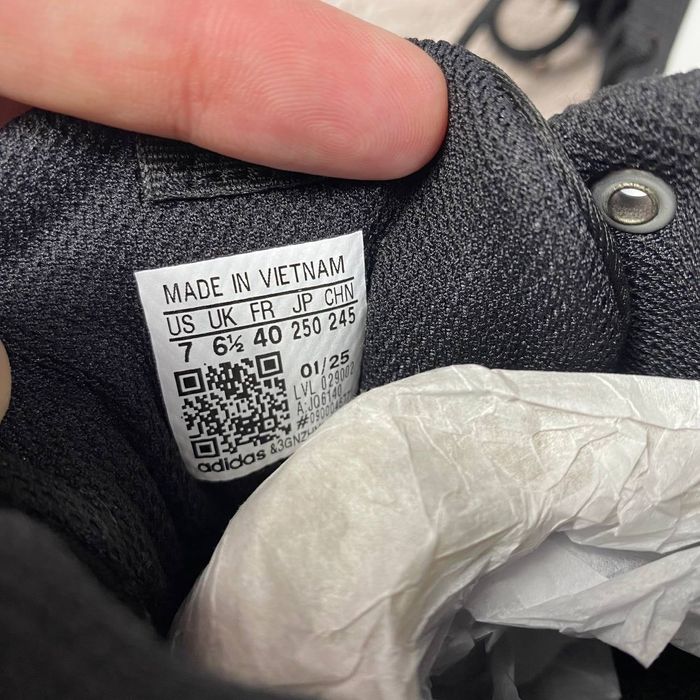 MADE IN VIETNAM
US UK FR JP CHN
7 6½ 40 250 245
01/25
LVL 029002
A:JQ6140
adidas